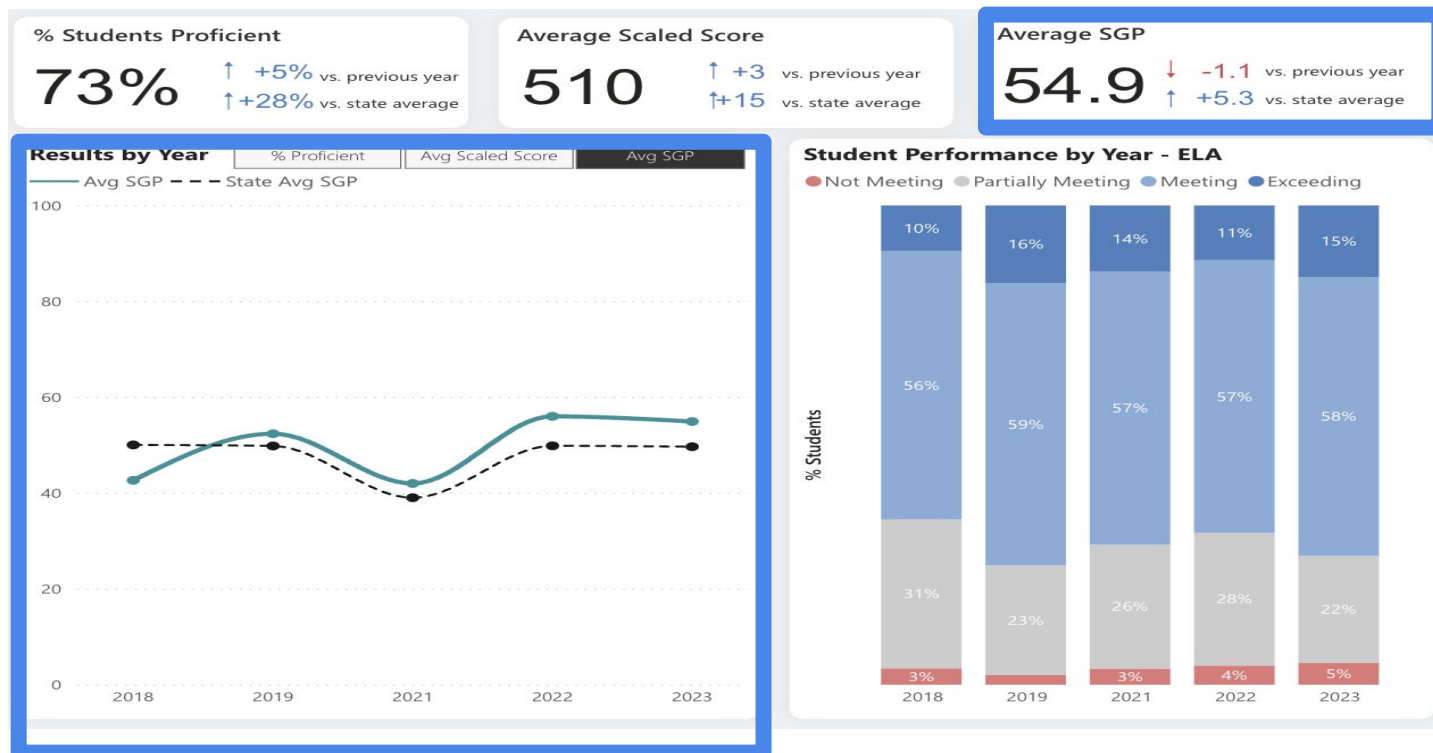 % Students Proficient
73%
↑ +5% vs. previous year
↑+28% vs. state average
Average Scaled Score
510
↑ +3 vs. previous year
↑+15 vs. state average
Average SGP
54.9
↓ -1.1 vs. previous year
↑ +5.3 vs. state average
Results by Year
% Proficient
Avg Scaled Score
Avg SGP
Avg SGP State Avg SGP
100
80
60
40
20
0
2018 2019 2021 2022 2023
Student Performance by Year - ELA
Not Meeting Partially Meeting Meeting Exceeding
% Students
10% 16% 14% 11% 15%
56% 59% 57% 57% 58%
31% 23% 26% 28% 22%
3% 3% 4% 5%
2018 2019 2021 2022 2023